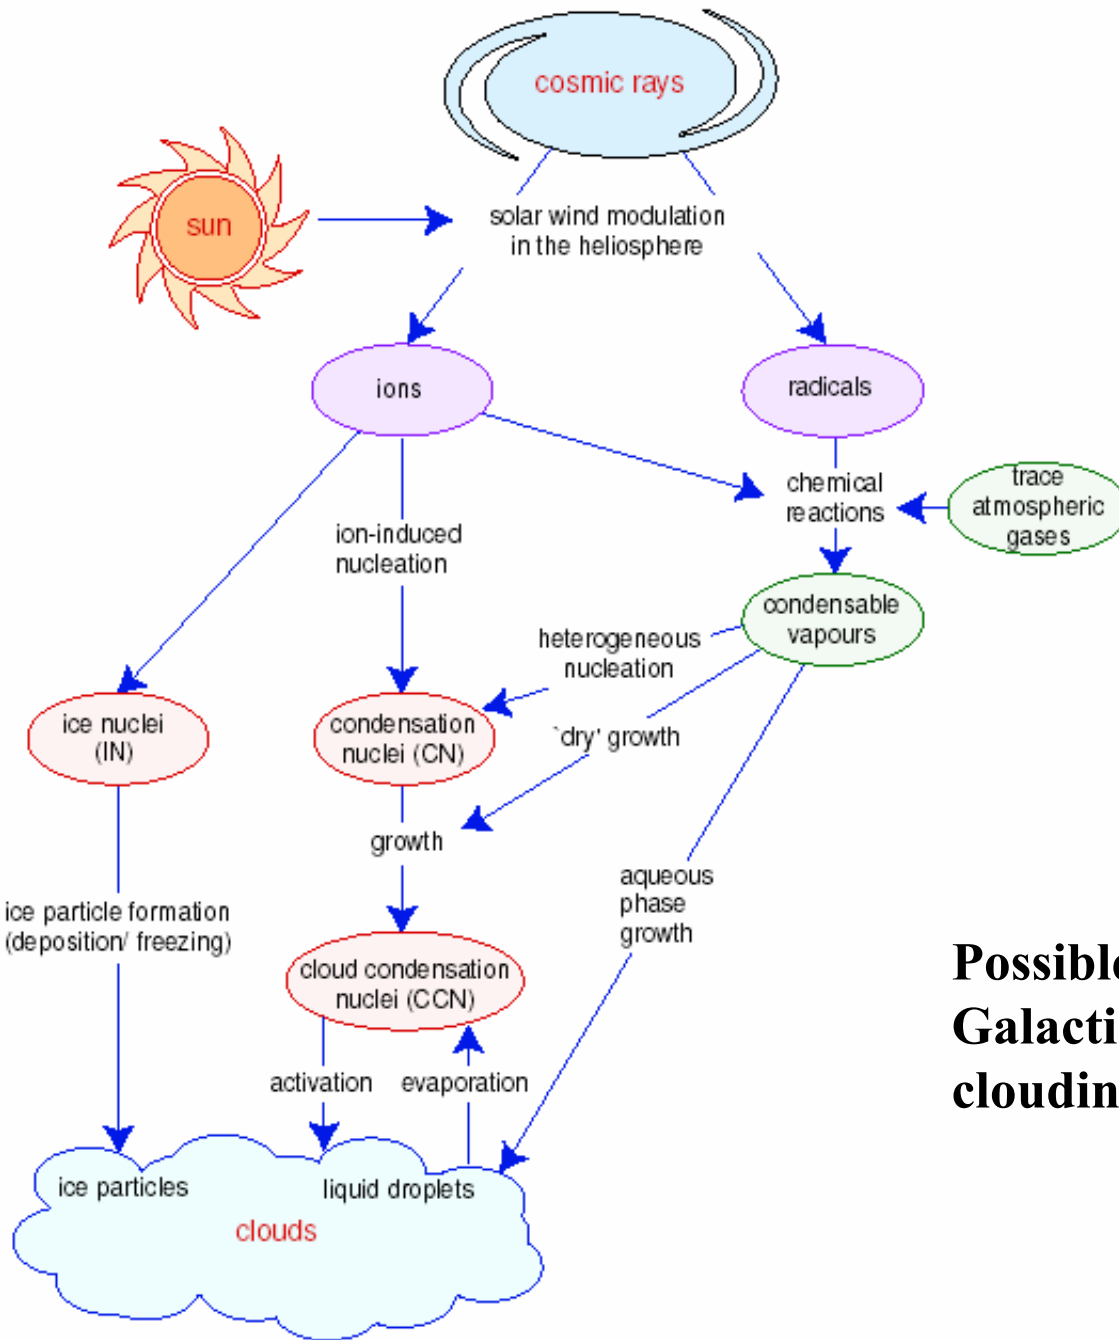 cosmic rays
sun
solar wind modulation
in the heliosphere
ions
radicals
chemical
reactions
trace
atmospheric
gases
ion-induced
nucleation
condensable
vapours
heterogeneous
nucleation
ice nuclei
(IN)
condensation
nuclei (CN)
`dry' growth
growth
aqueous
phase
growth
ice particle formation
(deposition/ freezing)
cloud condensation
nuclei (CCN)
Possible
Galacti
cloudin
activation
evaporation
ice particles
liquid droplets
clouds